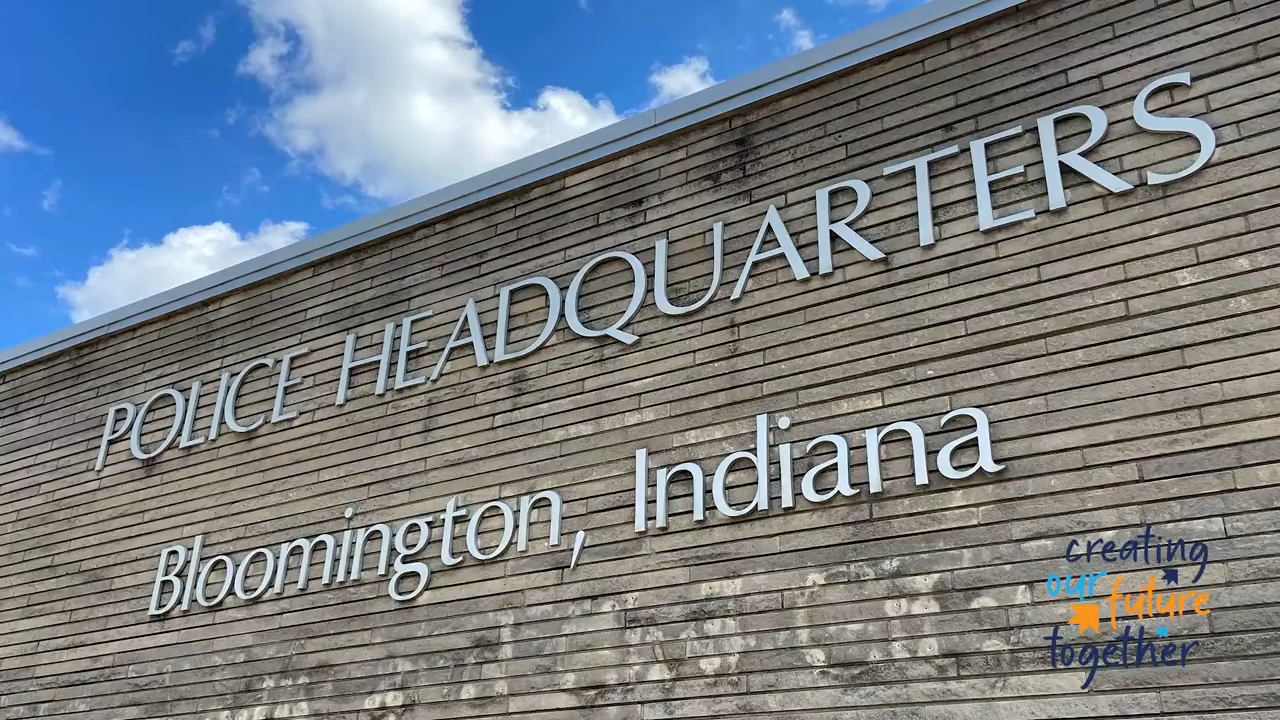 POLICE HEADQUARTERS
Bloomington, Indiana
creating
our future
together